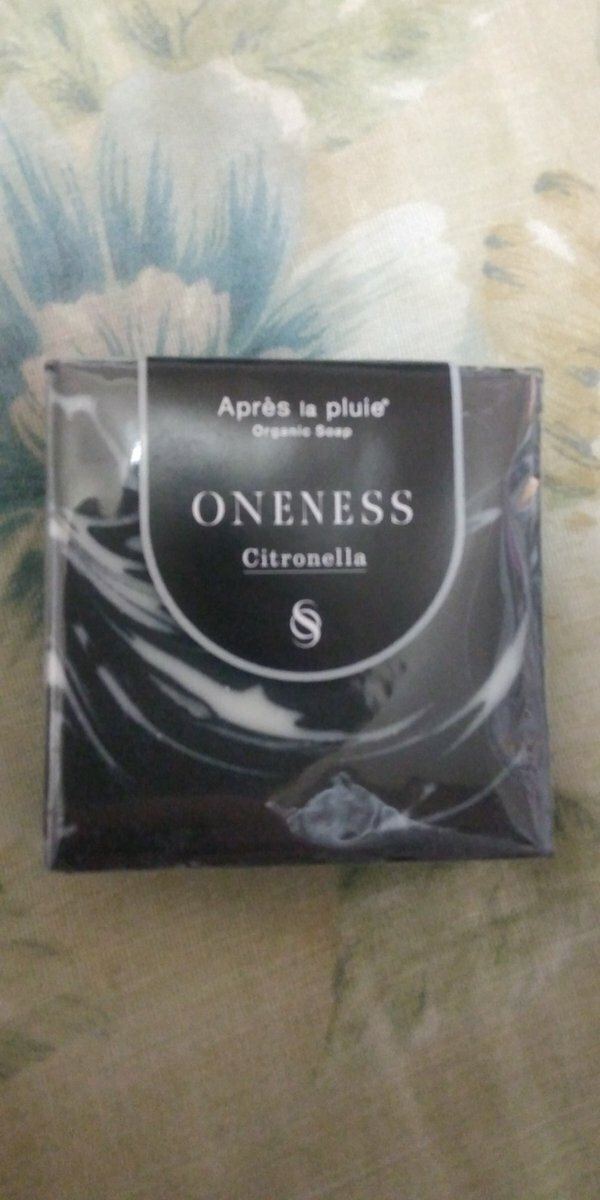 Après la pluie®
Organic Soap
ONENESS
Citronella